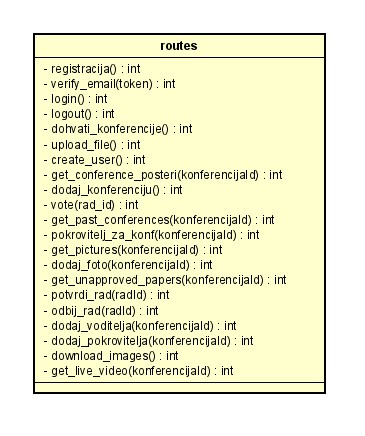 routes
- registracija() : int
- verify_email(token) : int
- login() : int
- logout() : int
- dohvati_konferencije() : int
- upload_file() : int
- create_user() : int
- get_conference_posteri(konferencijaId) : int
- dodaj_konferenciju() : int
- vote(rad_id) : int
- get_past_conferences(konferencijaId) : int
- pokrovitelj_za_konf(konferencijaId) : int
- get_pictures(konferencijaId) : int
- dodaj_foto(konferencijaId) : int
- get_unapproved_papers(konferencijaId) : int
- potvrdi_rad(radId) : int
- odbij_rad(radId) : int
- dodaj_voditelja(konferencijaId) : int
- dodaj_pokrovitelja(konferencijaId) : int
- download_images() : int
- get_live_video(konferencijaId) : int